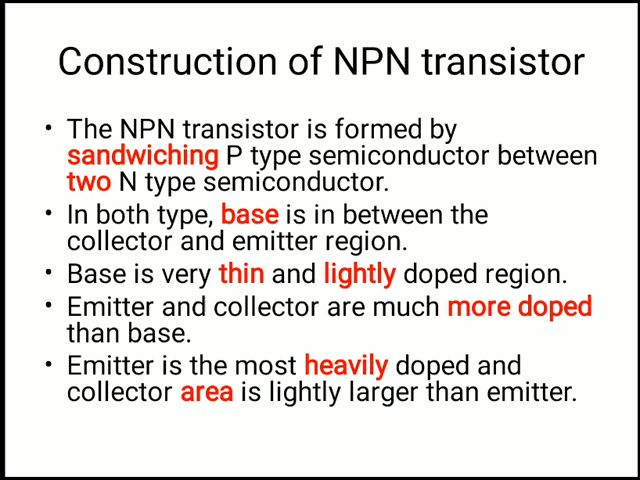 Construction of NPN transistor
• The NPN transistor is formed by
sandwiching P type semiconductor between
two N type semiconductor.
• In both type, base is in between the
collector and emitter region.
• Base is very thin and lightly doped region.
• Emitter and collector are much more doped
than base.
• Emitter is the most heavily doped and
collector area is lightly larger than emitter.